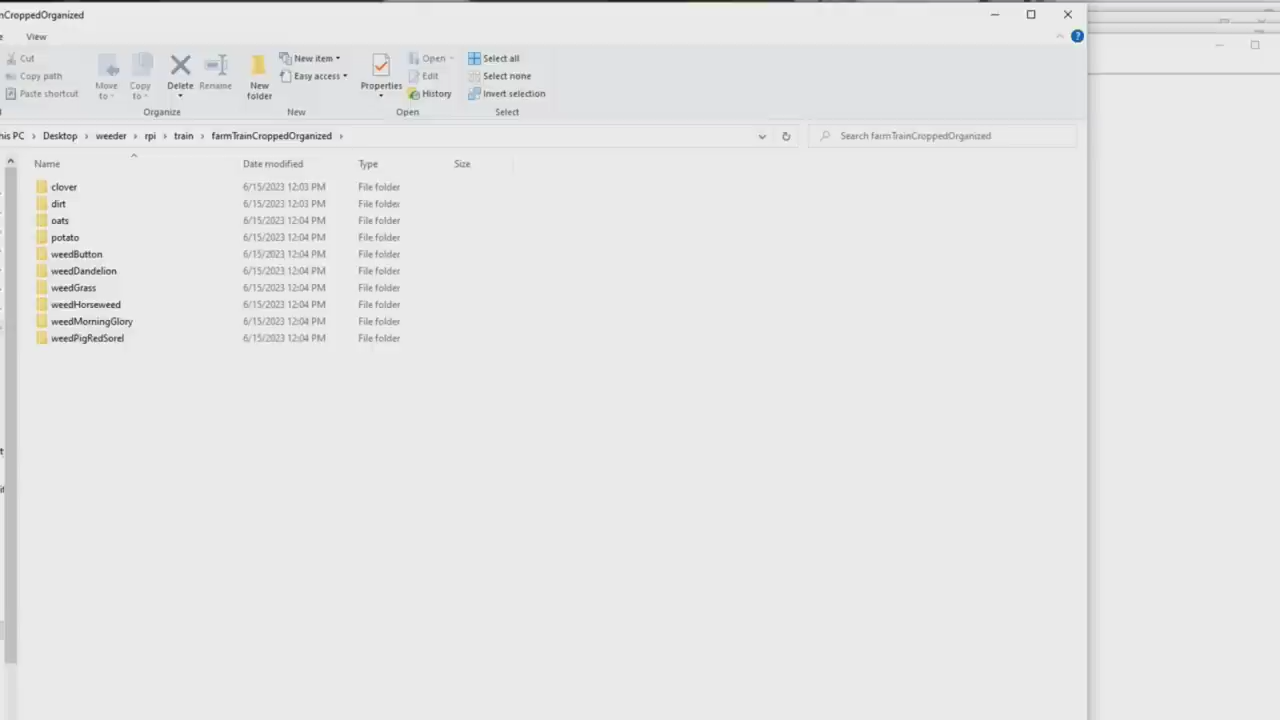 nCroppedOrganized
e View
Cut
Copy path
Paste shortcut
Move to
Copy to
Delete
Rename
New folder
New item
Easy access
Properties
Open
Edit
History
Select all
Select none
Invert selection
Organize
New
Open
Select
his PC > Desktop > weeder > rpi > train > farmTrainCroppedOrganized >
Search farmTrainCroppedOrganized
Name Date modified Type Size
clover 6/15/2023 12:03 PM File folder
dirt 6/15/2023 12:03 PM File folder
oats 6/15/2023 12:04 PM File folder
potato 6/15/2023 12:04 PM File folder
weedButton 6/15/2023 12:04 PM File folder
weedDandelion 6/15/2023 12:04 PM File folder
weedGrass 6/15/2023 12:04 PM File folder
weedHorseweed 6/15/2023 12:04 PM File folder
weedMorningGlory 6/15/2023 12:04 PM File folder
weedPigRedSorel 6/15/2023 12:04 PM File folder